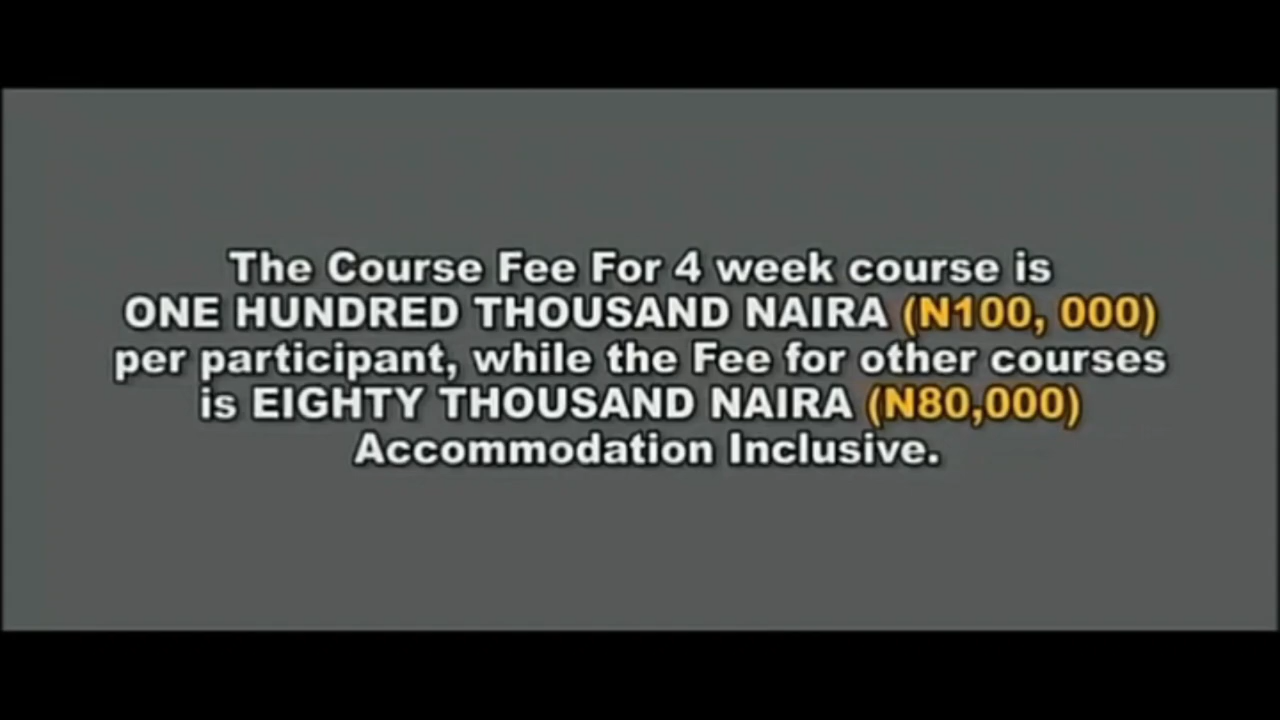 The Course Fee For 4 week course is
ONE HUNDRED THOUSAND NAIRA (N100, 000)
per participant, while the Fee for other courses
is EIGHTY THOUSAND NAIRA (N80,000)
Accommodation Inclusive.